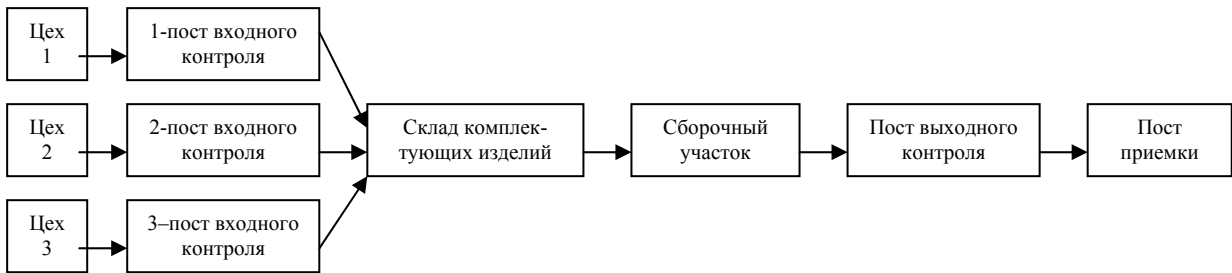 Цех
1
1-пост входного
контроля
Цех
2
2-пост входного
контроля
Цех
3
3–пост входного
контроля
Склад комплек-
тующих изделий
Сборочный
участок
Пост выходного
контроля
Пост
приемки